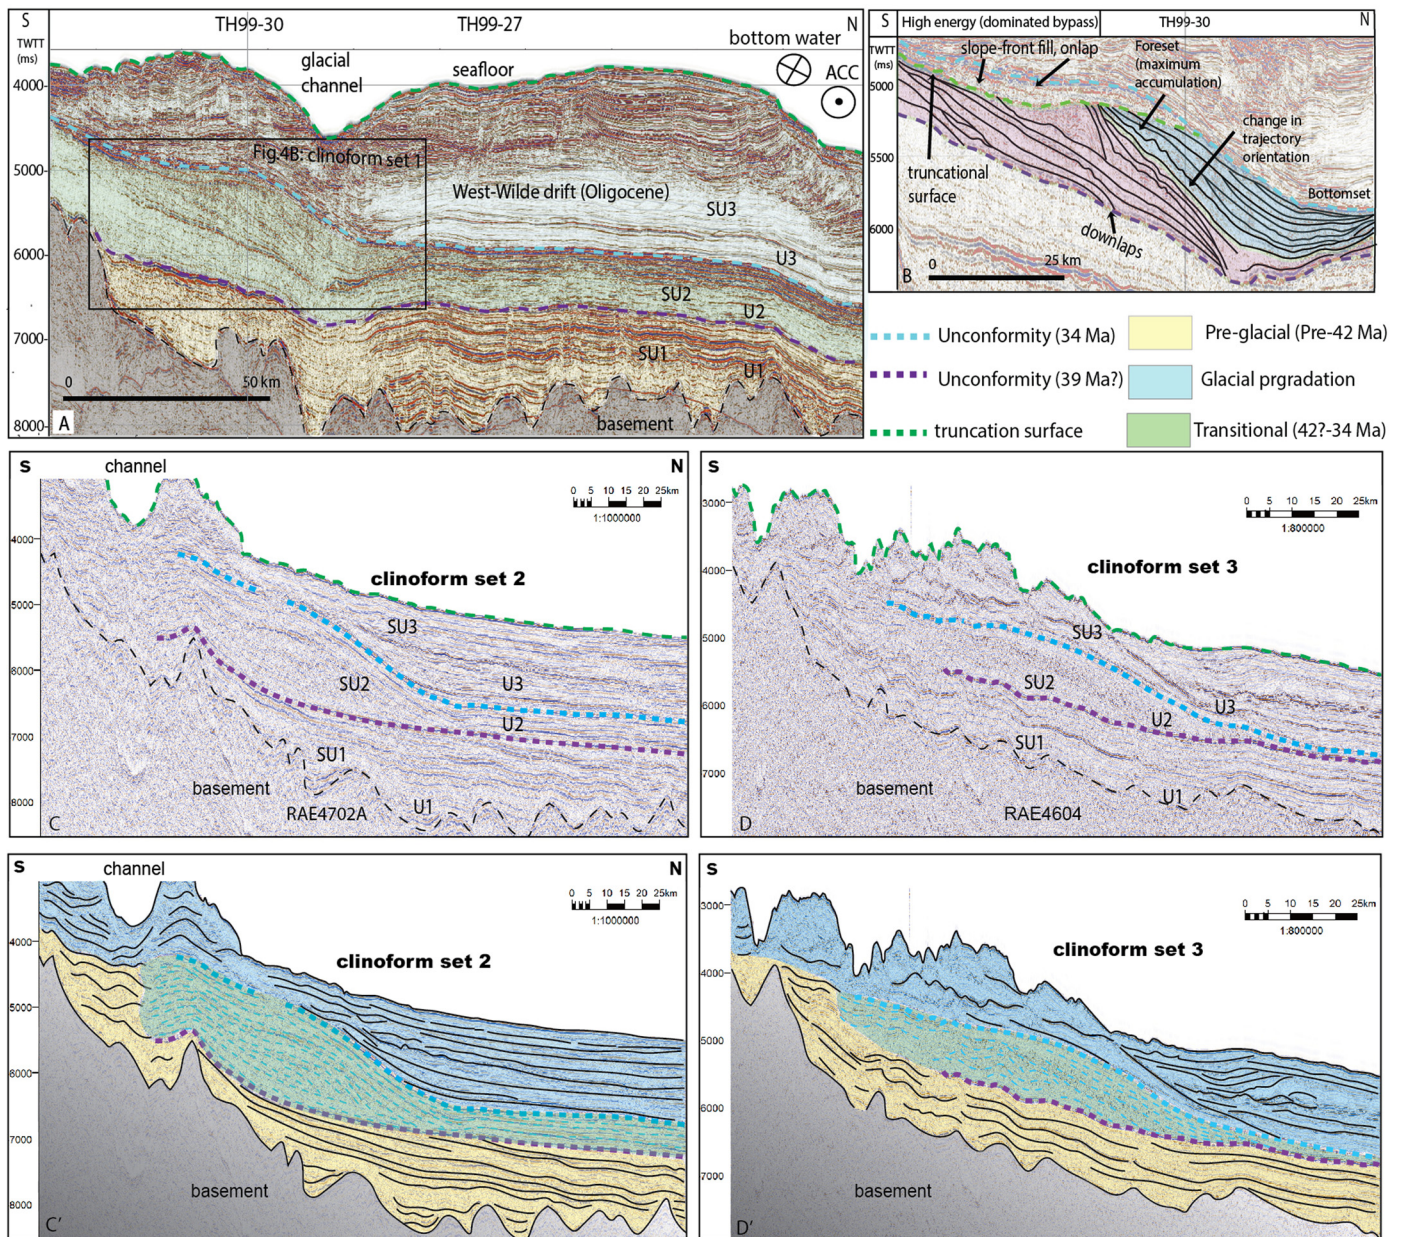 S
TH99-30
TH99-27
N
TWTT
(ms)
glacial
channel
seafloor
bottom water
ACC
4000
5000
6000
7000
8000
Fig.4B: clinoform set 1
West-Wilde drift (Oligocene)
SU3
U3
SU2
U2
SU1
U1
0
50 km
basement
A
S
High energy (dominated bypass)
TH99-30
N
TWTT
(ms)
5000
5500
6000
slope-front fill, onlap
Foreset
(maximum
accumulation)
change in
trajectory
orientation
truncational
surface
Bottomset
downlaps
0
25 km
B
Unconformity (34 Ma)
Pre-glacial (Pre-42 Ma)
Unconformity (39 Ma?)
Glacial prgradation
truncation surface
Transitional (42?-34 Ma)
S
channel
N
0 5 10 15 20 25km
1:1000000
4000
5000
6000
7000
8000
clinoform set 2
SU3
SU2
U3
U2
SU1
basement
RAE4702A
U1
C
S
0 5 10 15 20 25km
1:800000
3000
4000
5000
6000
7000
clinoform set 3
SU3
SU2
U3
U2
SU1
U1
basement
RAE4604
D
S
channel
N
0 5 10 15 20 25km
1:1000000
4000
5000
6000
7000
8000
clinoform set 2
basement
C′
S
0 5 10 15 20 25km
1:800000
3000
4000
5000
6000
7000
clinoform set 3
basement
D′